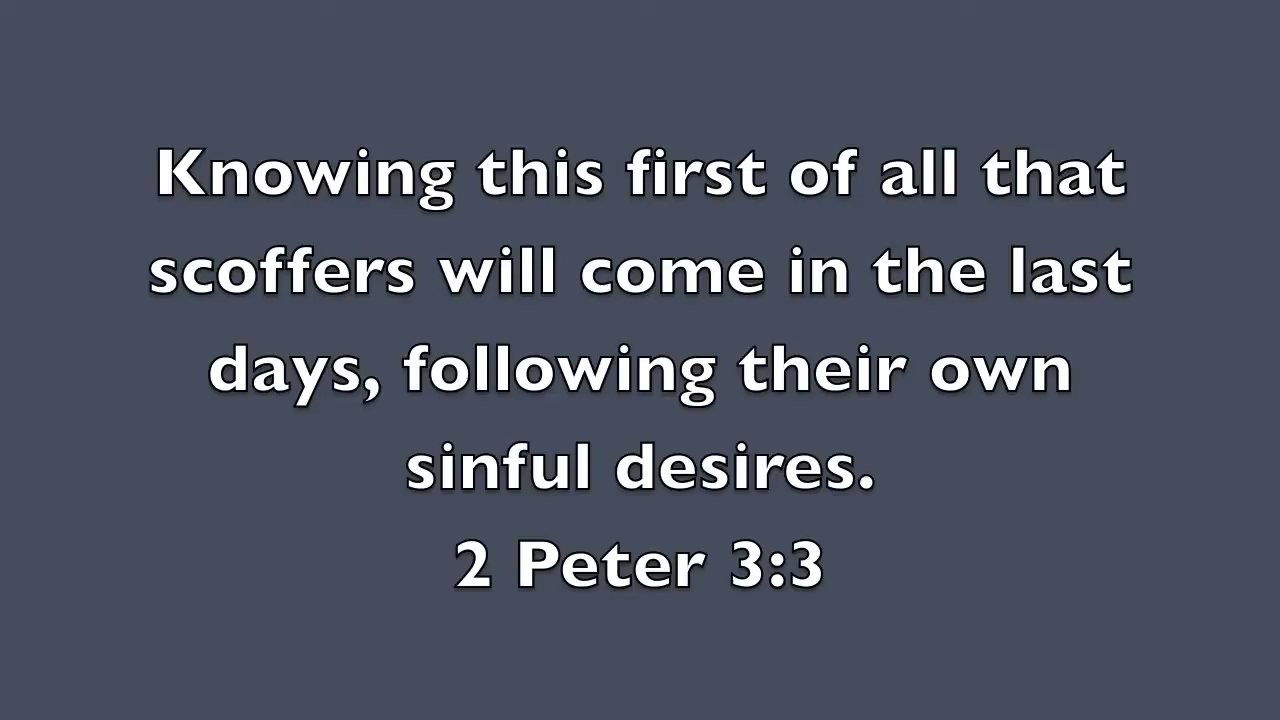 Knowing this first of all that
scoffers will come in the last
days, following their own
sinful desires.
2 Peter 3:3